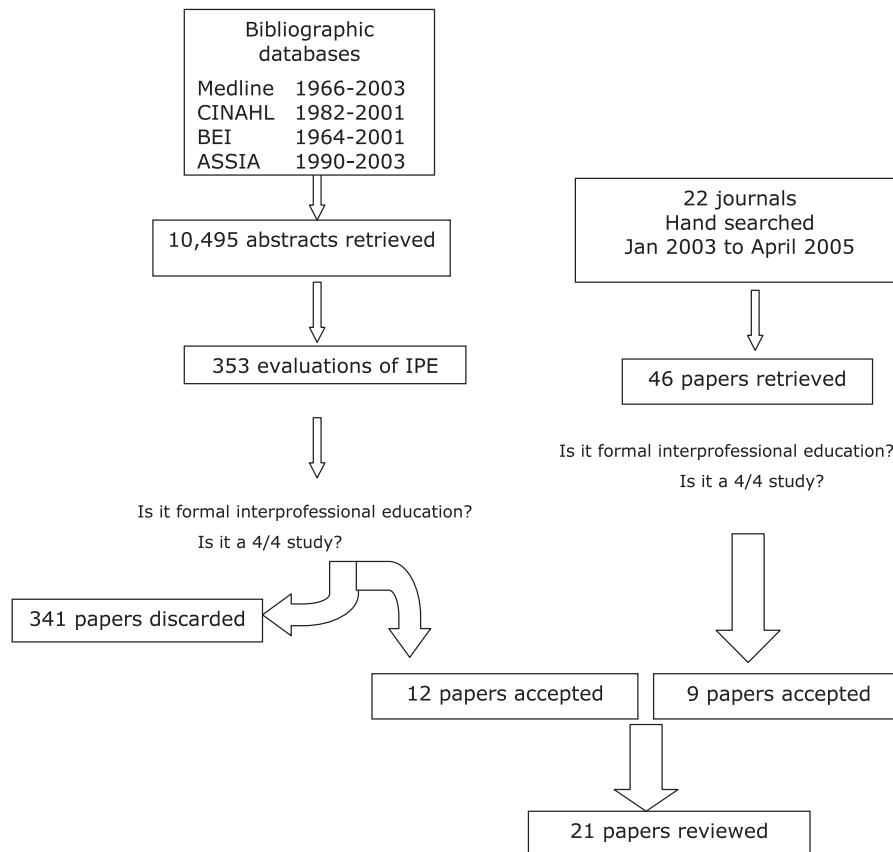 Bibliographic
databases
Medline 1966-2003
CINAHL 1982-2001
BEI 1964-2001
ASSIA 1990-2003
10,495 abstracts retrieved
353 evaluations of IPE
Is it formal interprofessional education?
Is it a 4/4 study?
341 papers discarded
12 papers accepted
22 journals
Hand searched
Jan 2003 to April 2005
46 papers retrieved
Is it formal interprofessional education?
Is it a 4/4 study?
9 papers accepted
21 papers reviewed